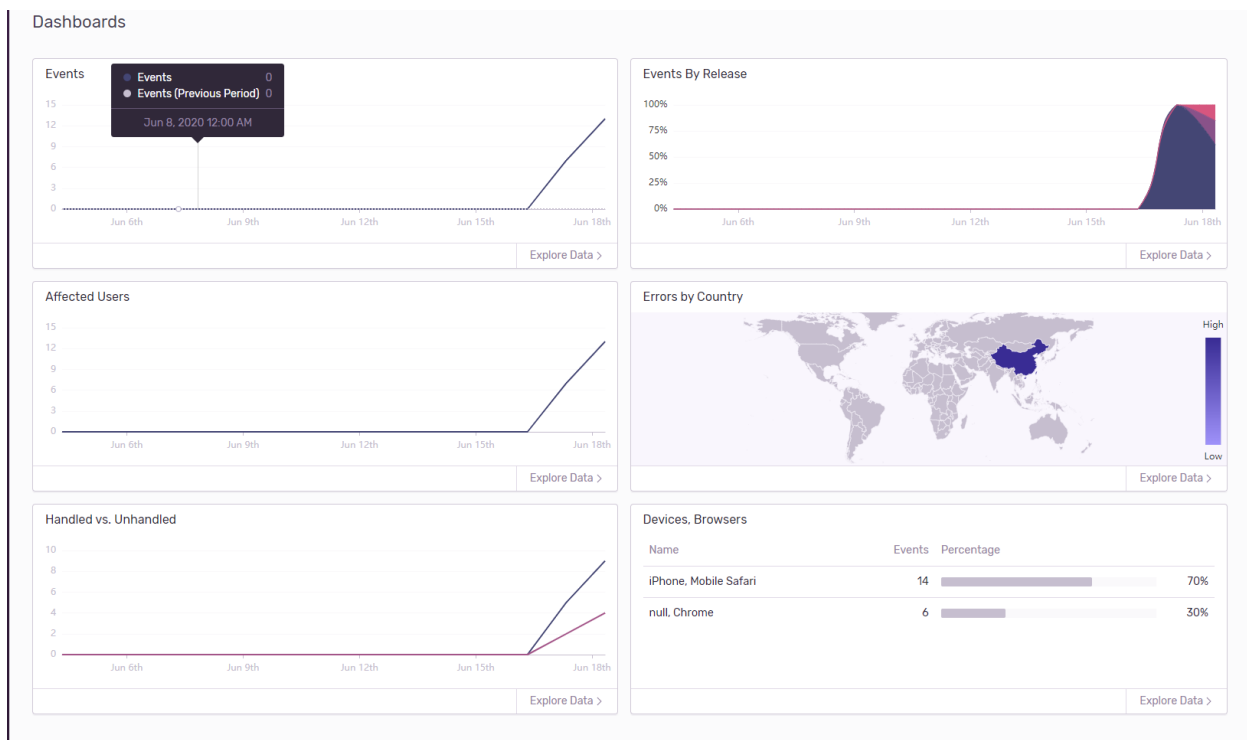 Dashboards
Events
Events 0
Events (Previous Period) 0
Jun 8, 2020 12:00 AM
15
12
9
6
3
0
Jun 6th Jun 9th Jun 12th Jun 15th Jun 18th
Explore Data >
Events By Release
100%
75%
50%
25%
0%
Jun 6th Jun 9th Jun 12th Jun 15th Jun 18th
Explore Data >
Affected Users
15
12
9
6
3
0
Jun 6th Jun 9th Jun 12th Jun 15th Jun 18th
Explore Data >
Errors by Country
High
Low
Explore Data >
Handled vs. Unhandled
10
8
6
4
2
0
Jun 6th Jun 9th Jun 12th Jun 15th Jun 18th
Explore Data >
Devices, Browsers
Name Events Percentage
iPhone, Mobile Safari 14 70%
null, Chrome 6 30%
Explore Data >